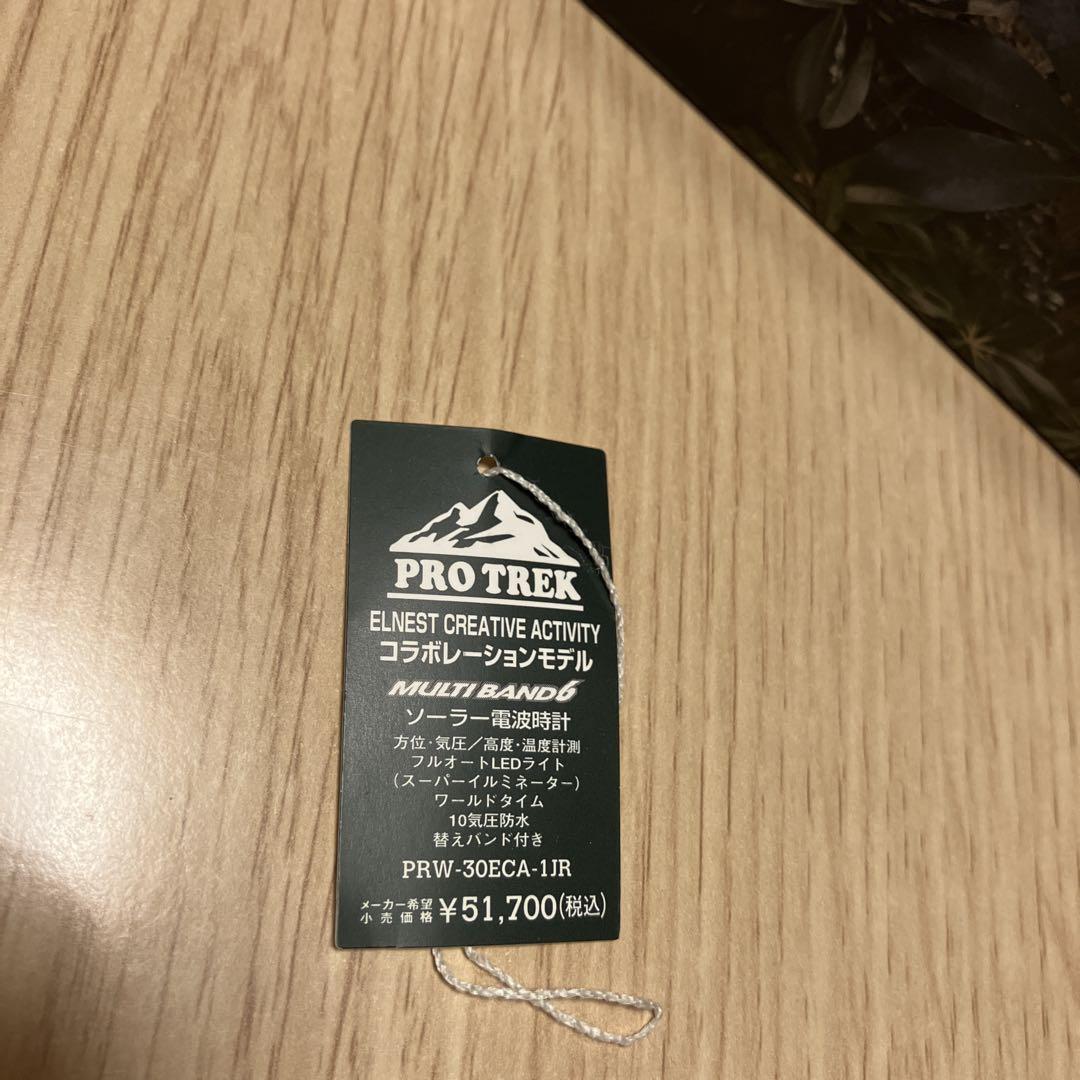 PRO TREK
ELNEST CREATIVE ACTIVITY
コラボレーションモデル
MULTI BAND 6
ソーラー電波時計
方位・気圧／高度・温度計測
フルオートLEDライト
（スーパーイルミネーター）
ワールドタイム
10気圧防水
替えバンド付き
PRW-30ECA-1JR
メーカー希望
小売価格 ¥51,700(税込)